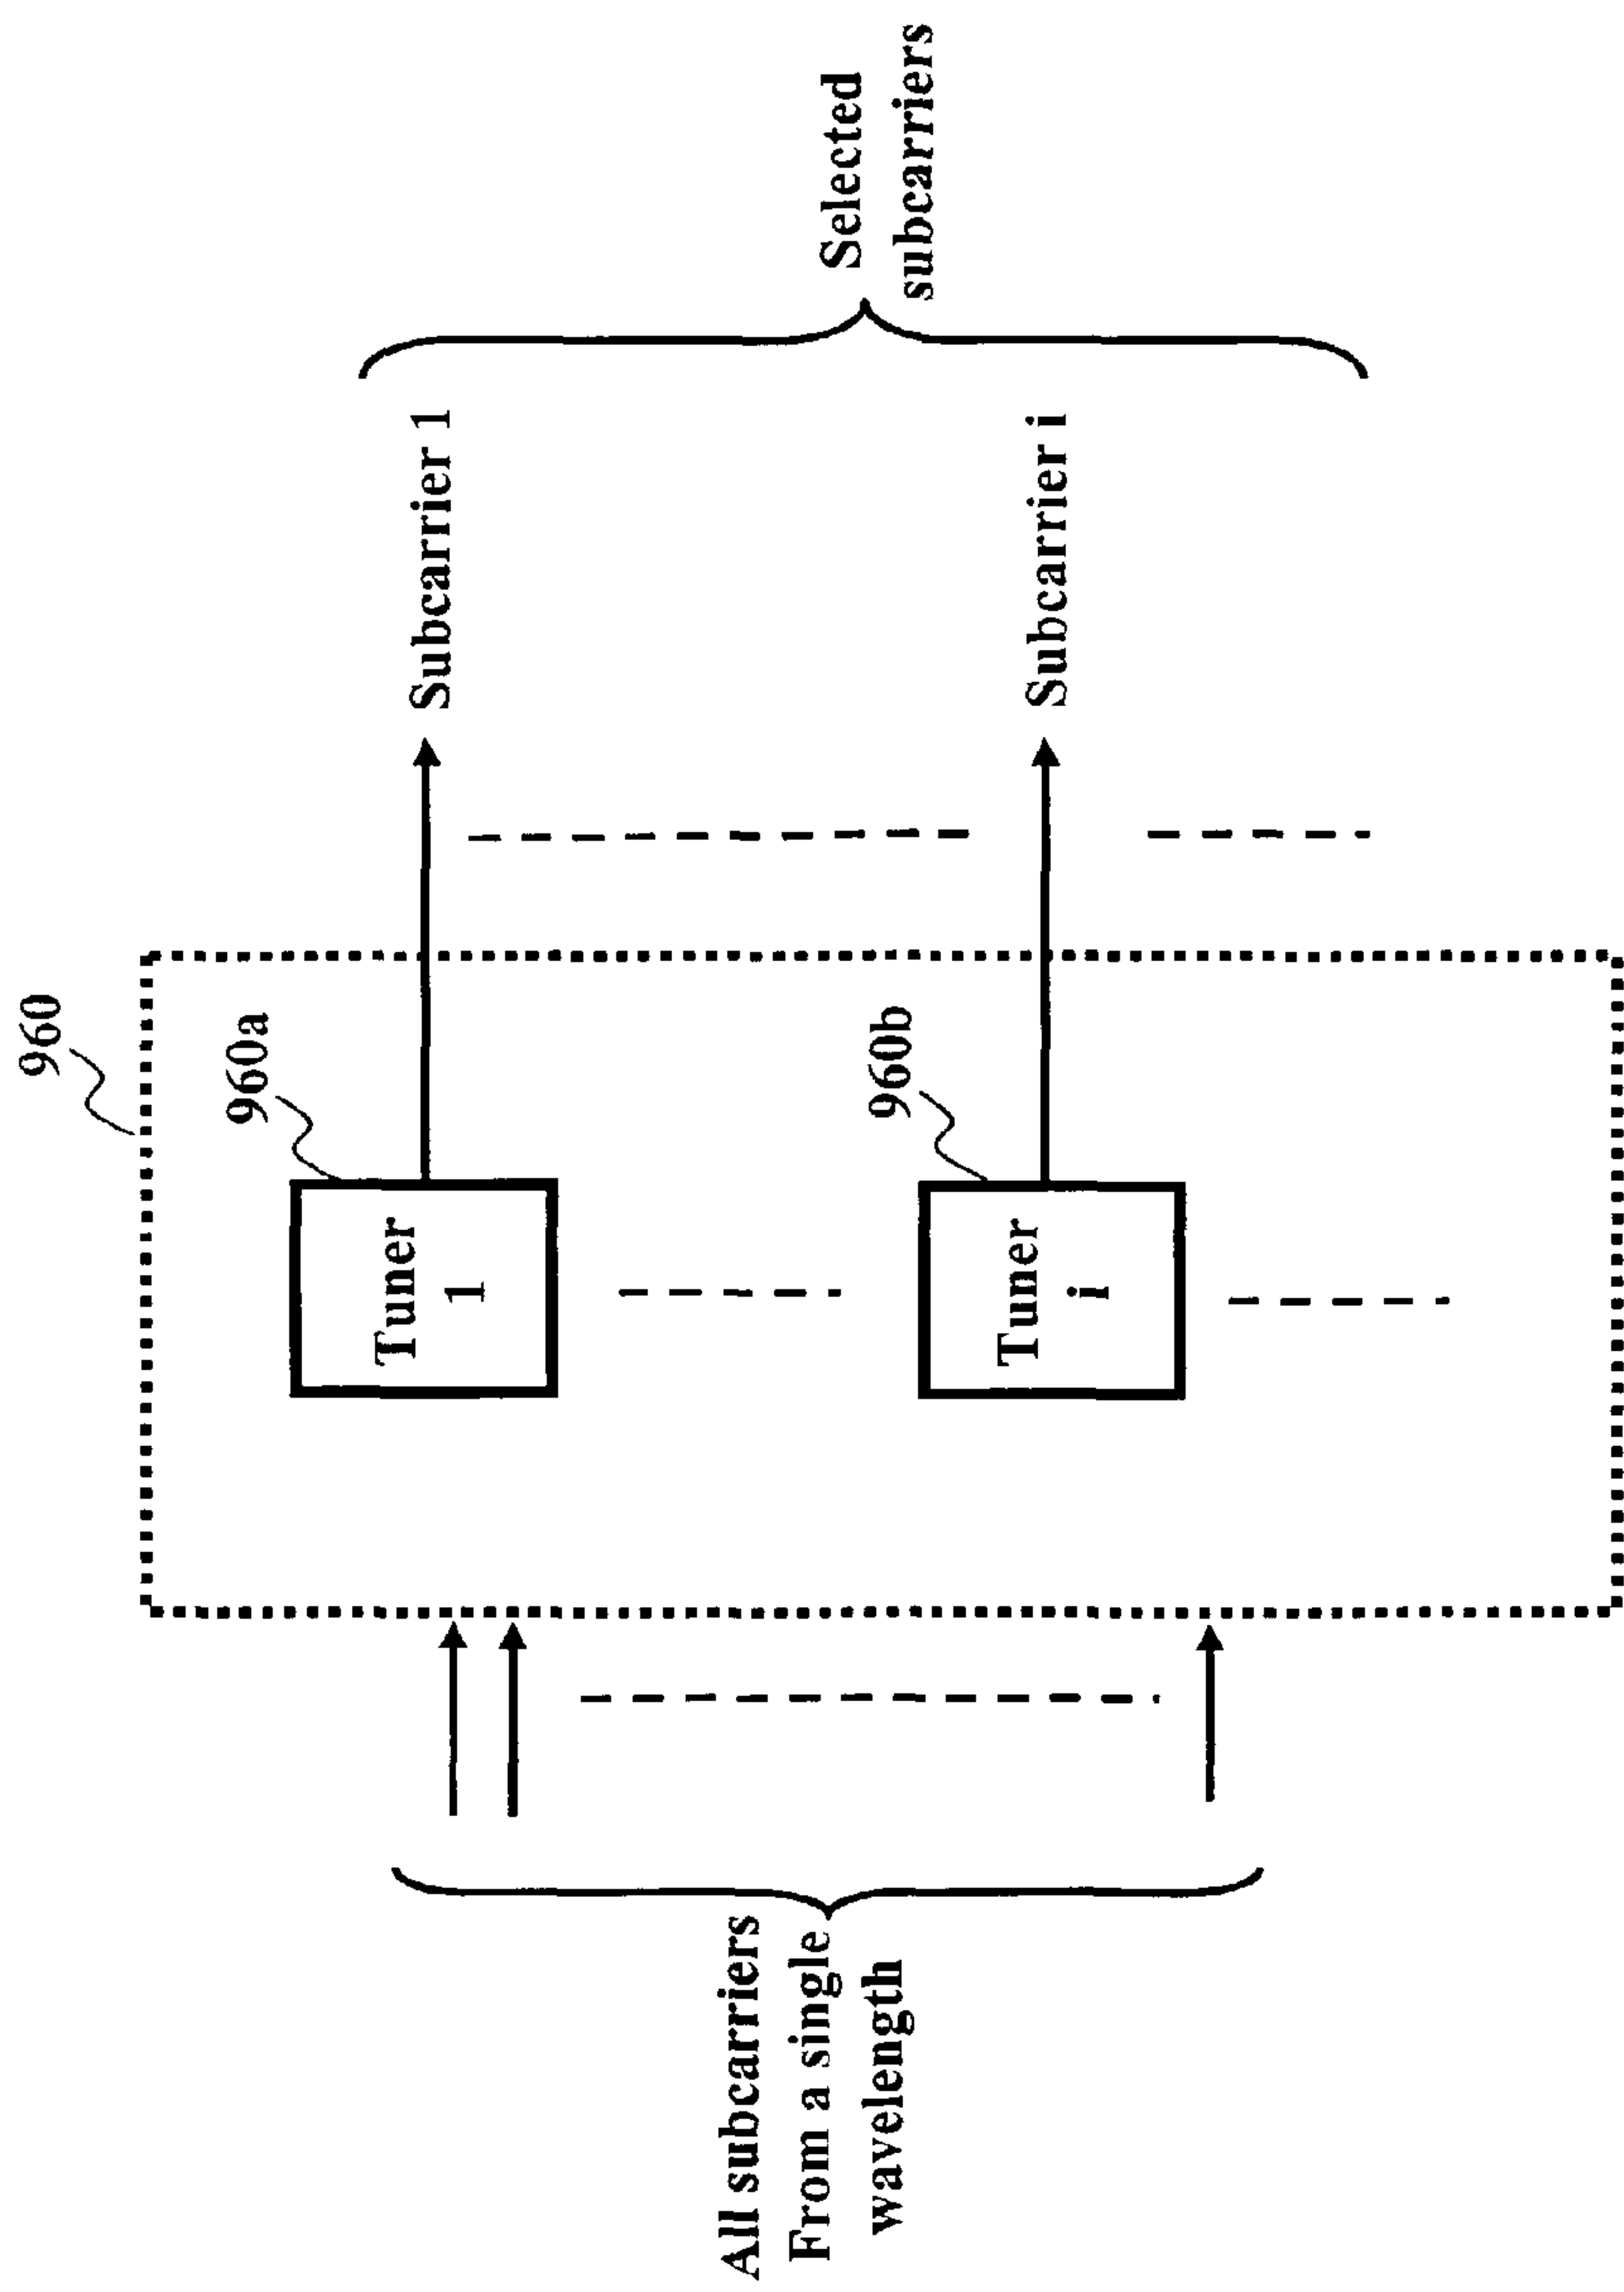 960
960a
Tuner
1
960b
Tuner
i
All subcarriers
From a single
wavelength
Subcarrier 1
Subcarrier i
Selected
subcarriers